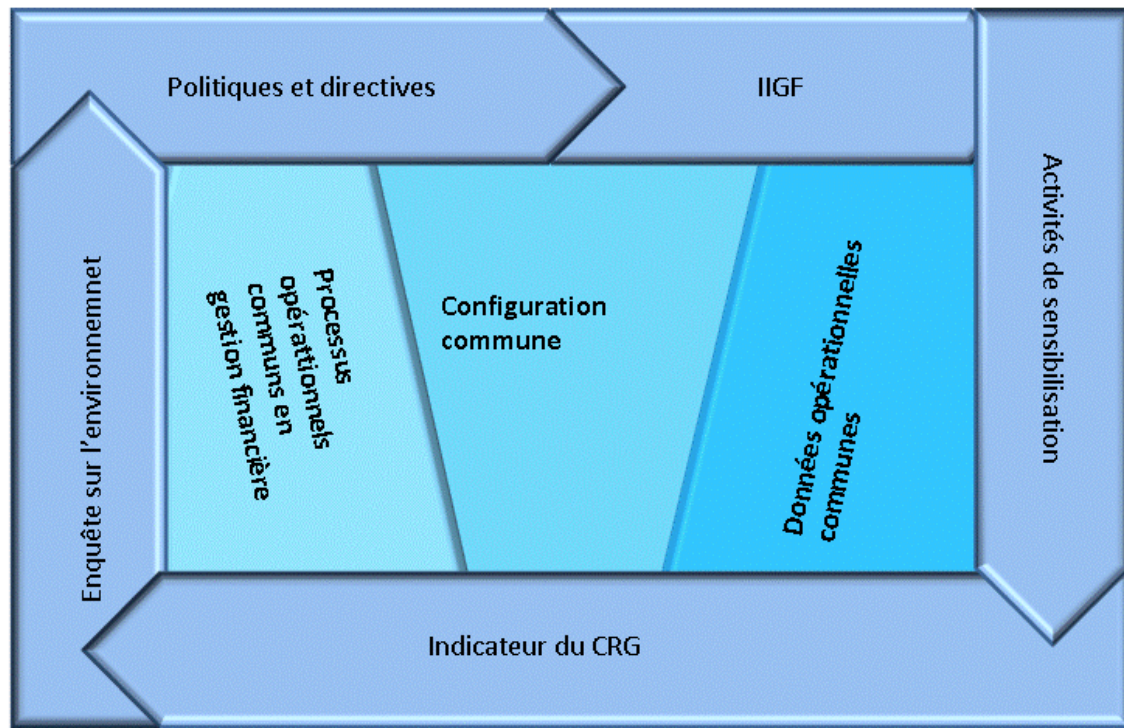 Politiques et directives
IIGF
Activités de sensibilisation
Indicateur du CRG
Enquête sur l'environnemnet
Processus
opérattionnels
communs en
gestion financière
Configuration
commune
Données opérationnelles
communes